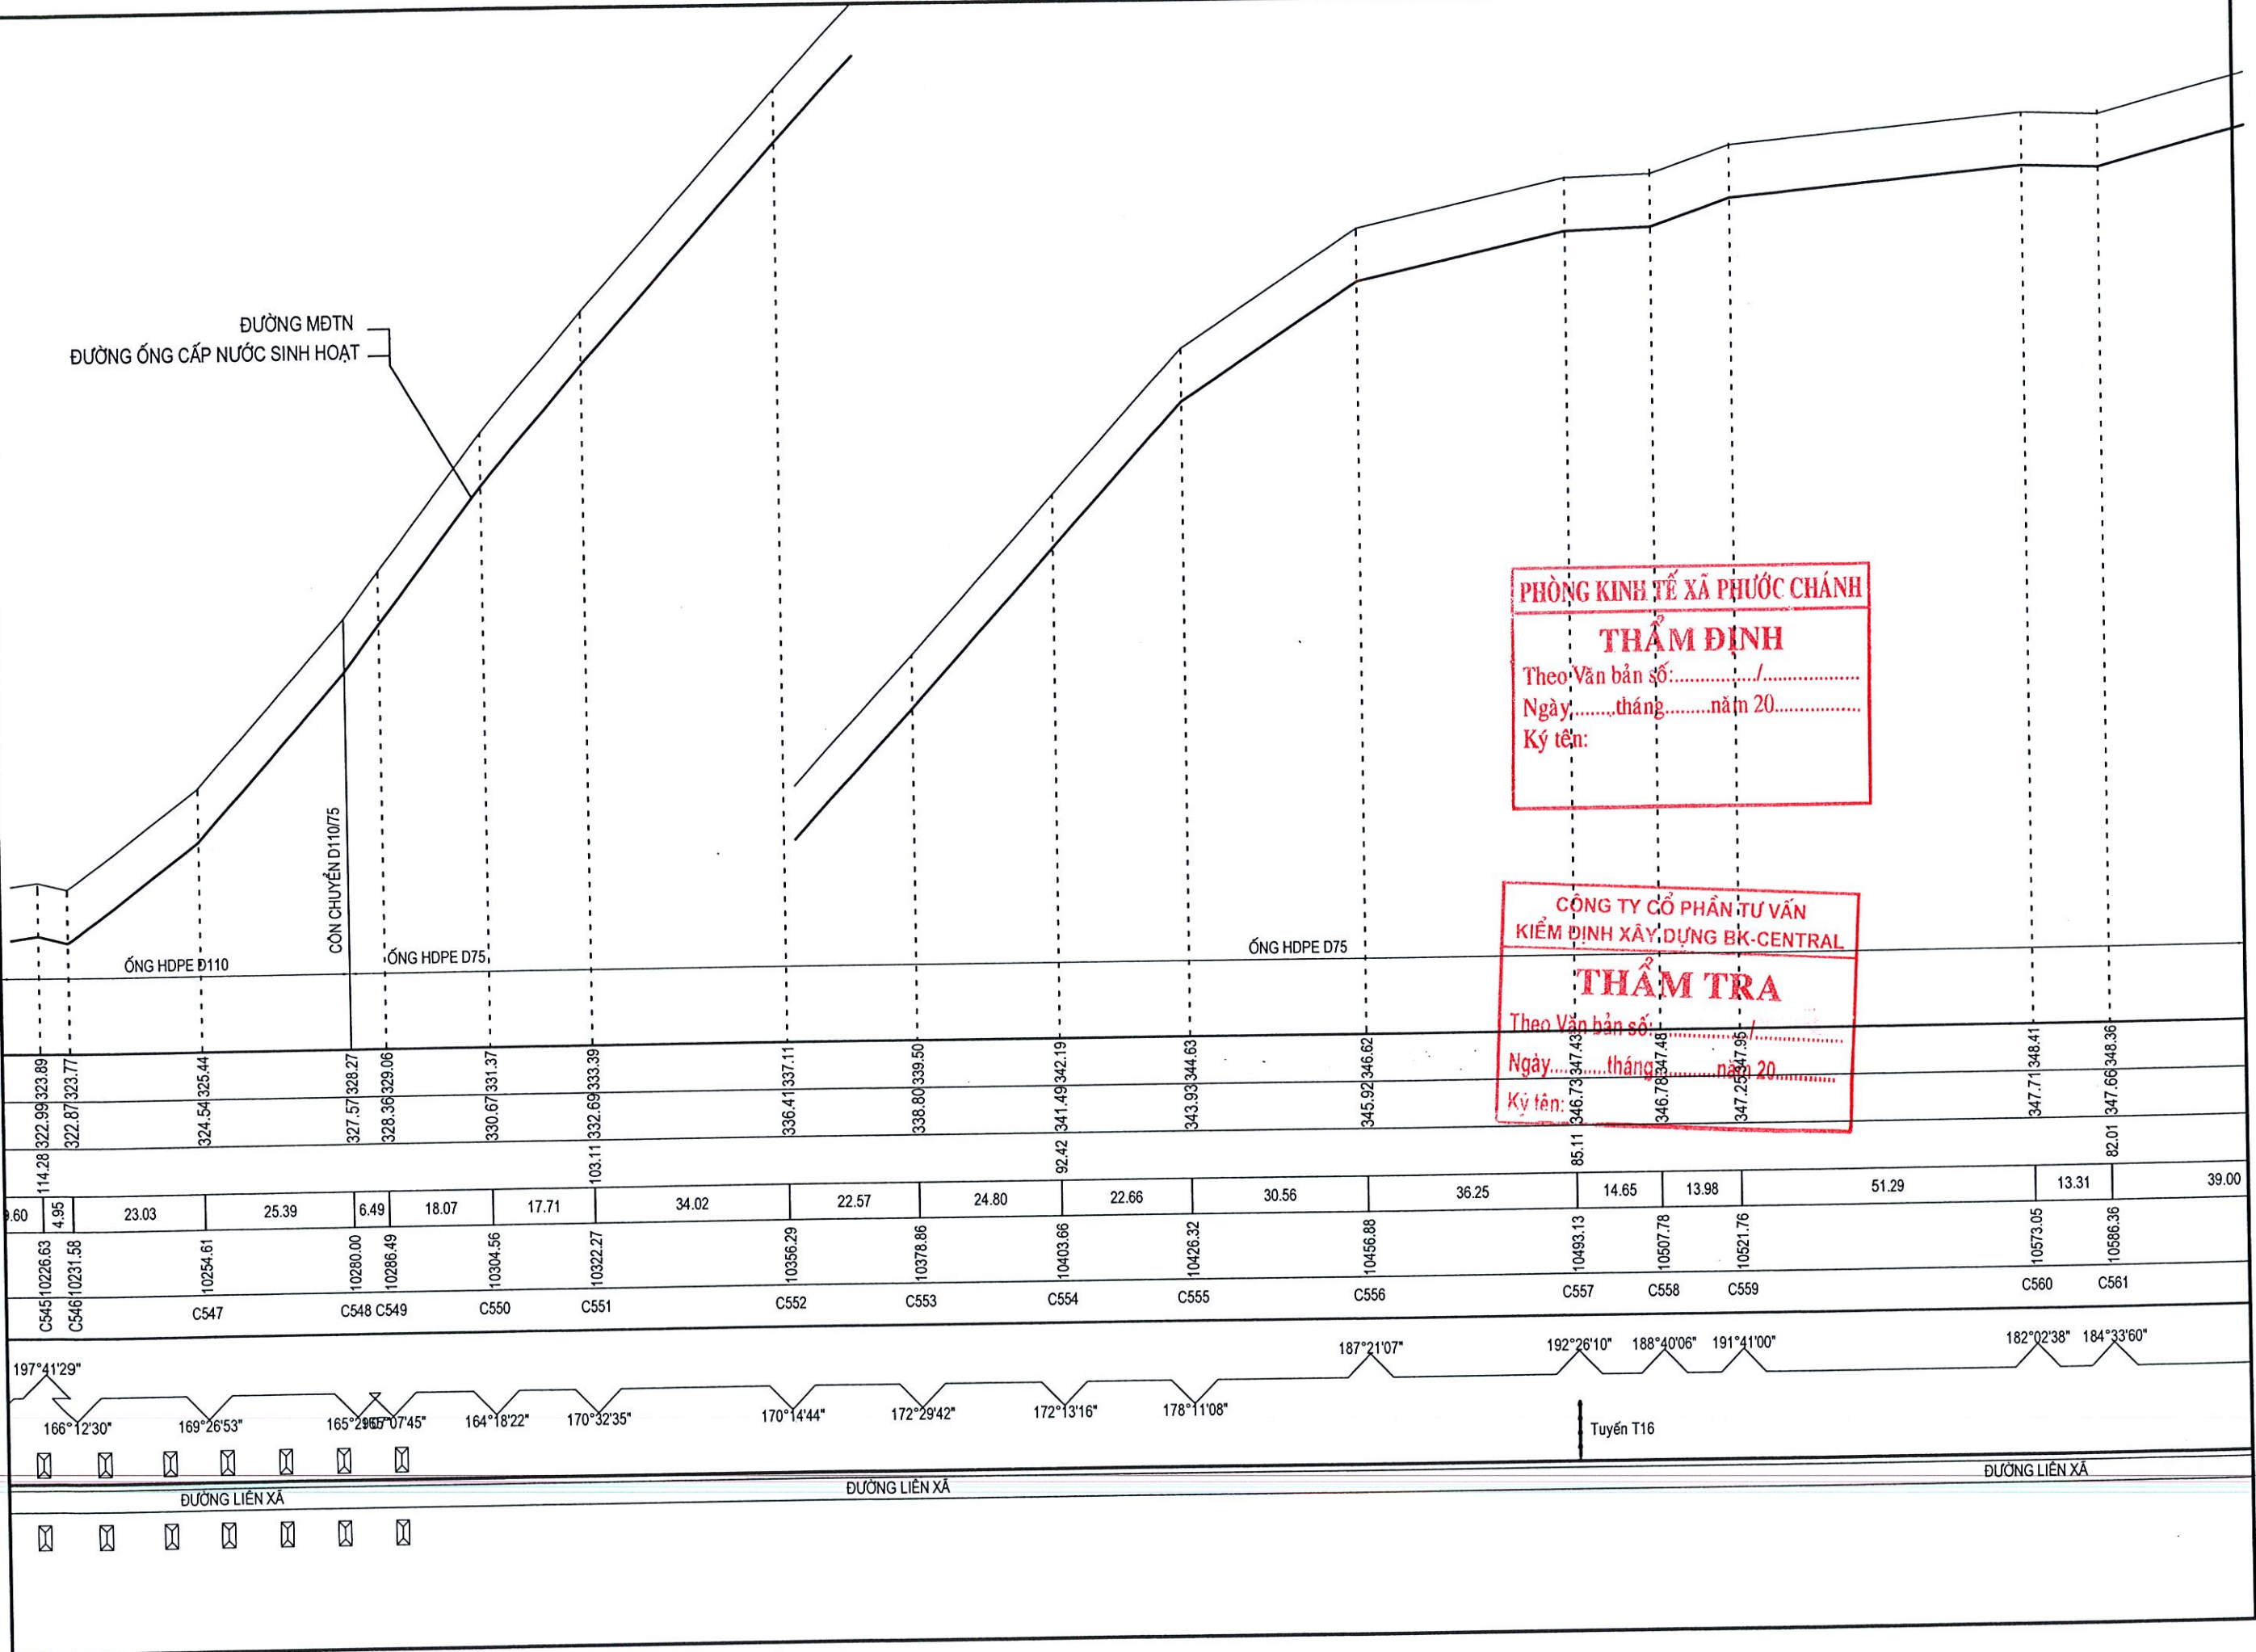 ĐƯỜNG MĐTN
ĐƯỜNG ỐNG CẤP NƯỚC SINH HOẠT
PHÒNG KINH TẾ XÃ PHƯỚC CHÁNH
THẨM ĐỊNH
Theo Văn bản số:................/...................
Ngày.........tháng.........năm 20.................
Ký tên:
CÔNG TY CỔ PHẦN TƯ VẤN
KIỂM ĐỊNH XÂY DỰNG BK-CENTRAL
THẨM TRA
Theo Văn bản số:................/.................
Ngày...........tháng............năm 20............
Ký tên:
CÔN CHUYỂN D110/75
ỐNG HDPE D110 ỐNG HDPE D75 ỐNG HDPE D75
323.89 323.77 325.44 328.27 329.06 331.37 333.39 337.11 339.50 342.19 344.63 346.62 347.43 347.48 347.95 348.41 348.36
322.99 322.87 324.54 327.57 328.36 330.67 332.69 336.41 338.80 341.49 343.93 345.92 346.73 346.78 347.25 347.71 347.66
114.28 103.11 92.42 85.11 82.01
9.60 4.95 23.03 25.39 6.49 18.07 17.71 34.02 22.57 24.80 22.66 30.56 36.25 14.65 13.98 51.29 13.31 39.00
10226.63 10231.58 10254.61 10280.00 10286.49 10304.56 10322.27 10356.29 10378.86 10403.66 10426.32 10456.88 10493.13 10507.78 10521.76 10573.05 10586.36
C545 C546 C547 C548 C549 C550 C551 C552 C553 C554 C555 C556 C557 C558 C559 C560 C561
197°41'29" 187°21'07" 192°26'10" 188°40'06" 191°41'00" 182°02'38" 184°33'60"
166°12'30" 169°26'53" 164°18'22" 170°32'35" 170°14'44" 172°29'42" 172°13'16" 178°11'08"
Tuyến T16
ĐƯỜNG LIÊN XÃ ĐƯỜNG LIÊN XÃ ĐƯỜNG LIÊN XÃ